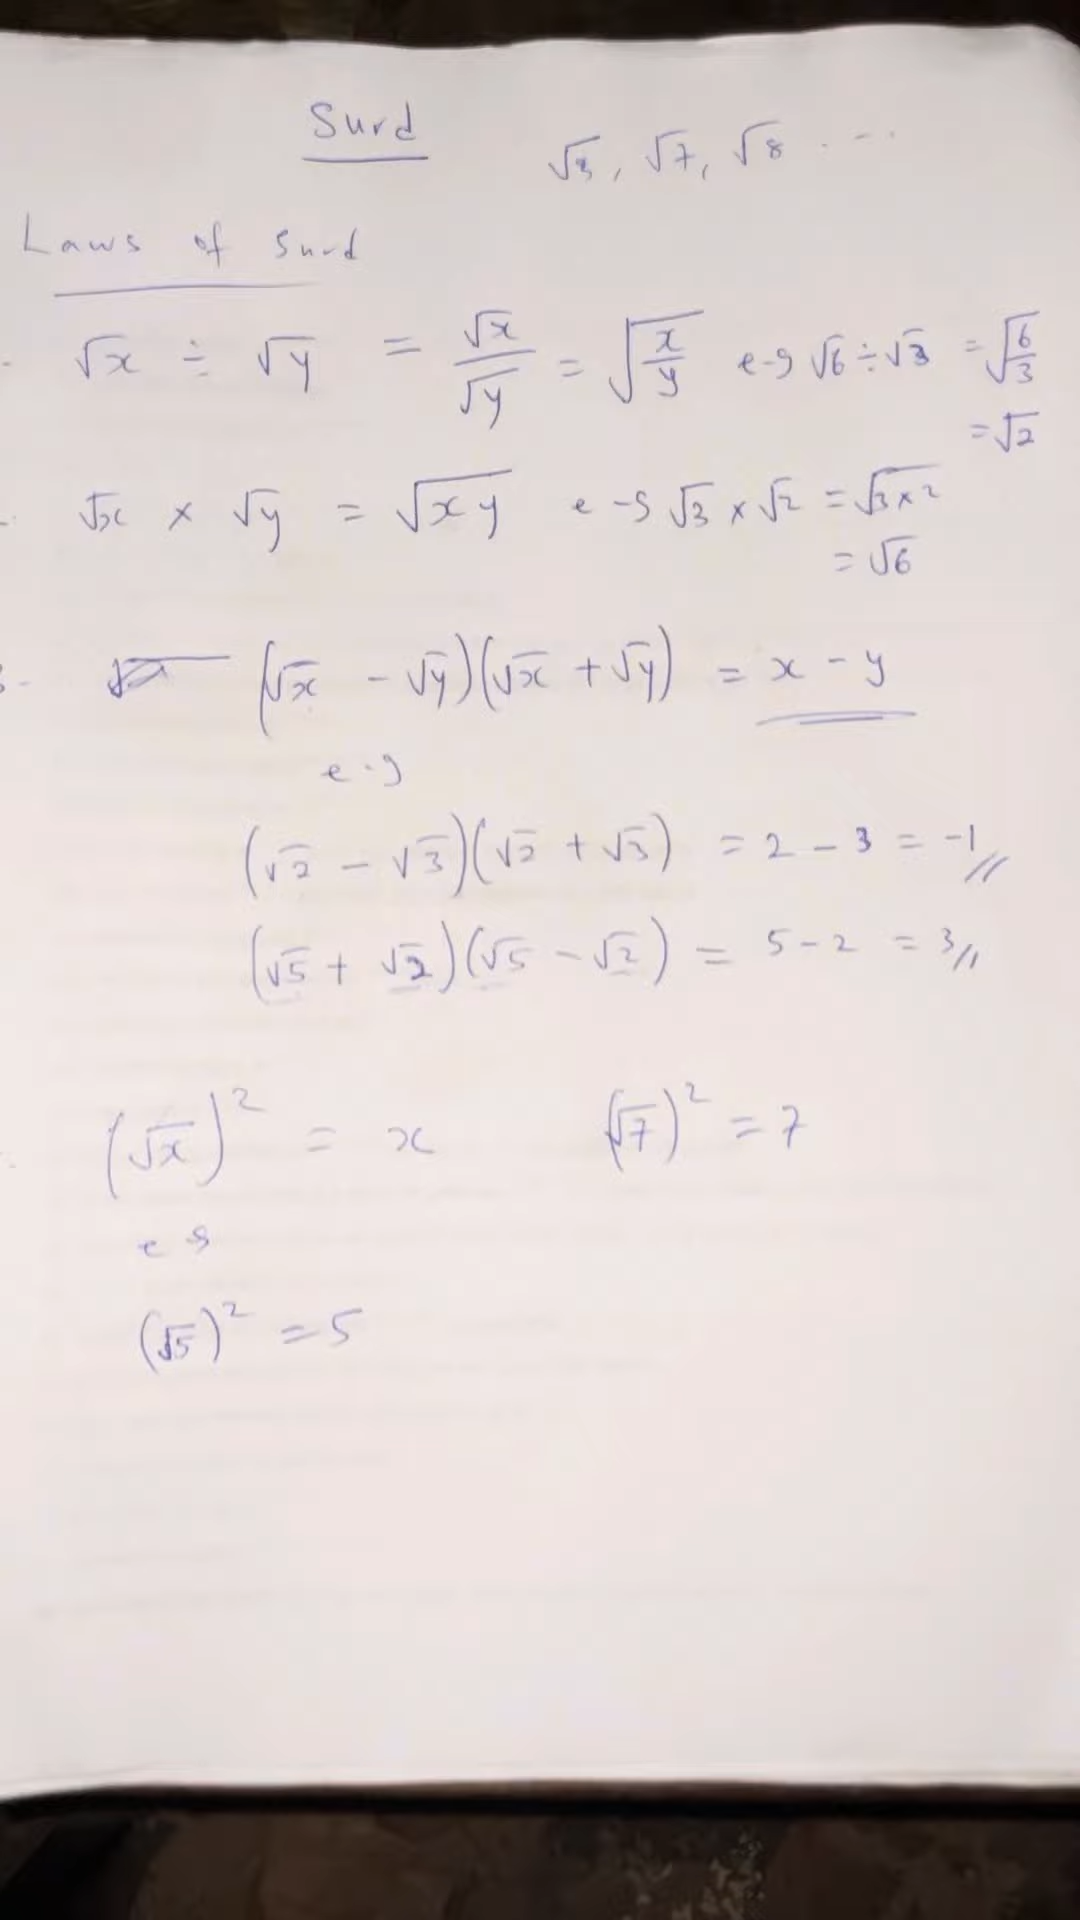 Surd
√3, √7, √8 . - -
Laws of Surd
√x ÷ √y = √x/√y = √(x/y) e-g √6 ÷ √3 = √(6/3)
= √2
√x × √y = √(xy) e-g √3 × √2 = √(3×2)
= √6
3- (√x - √y)(√x + √y) = x - y
e-g
(√2 - √3)(√2 + √3) = 2 - 3 = -1//
(√5 + √2)(√5 - √2) = 5 - 2 = 3//
(√x)² = x (√7)² = 7
e g
(√5)² = 5